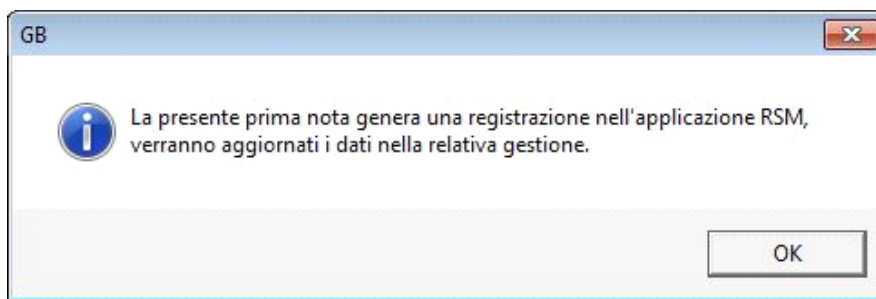 GB
La presente prima nota genera una registrazione nell'applicazione RSM,
verranno aggiornati i dati nella relativa gestione.
OK